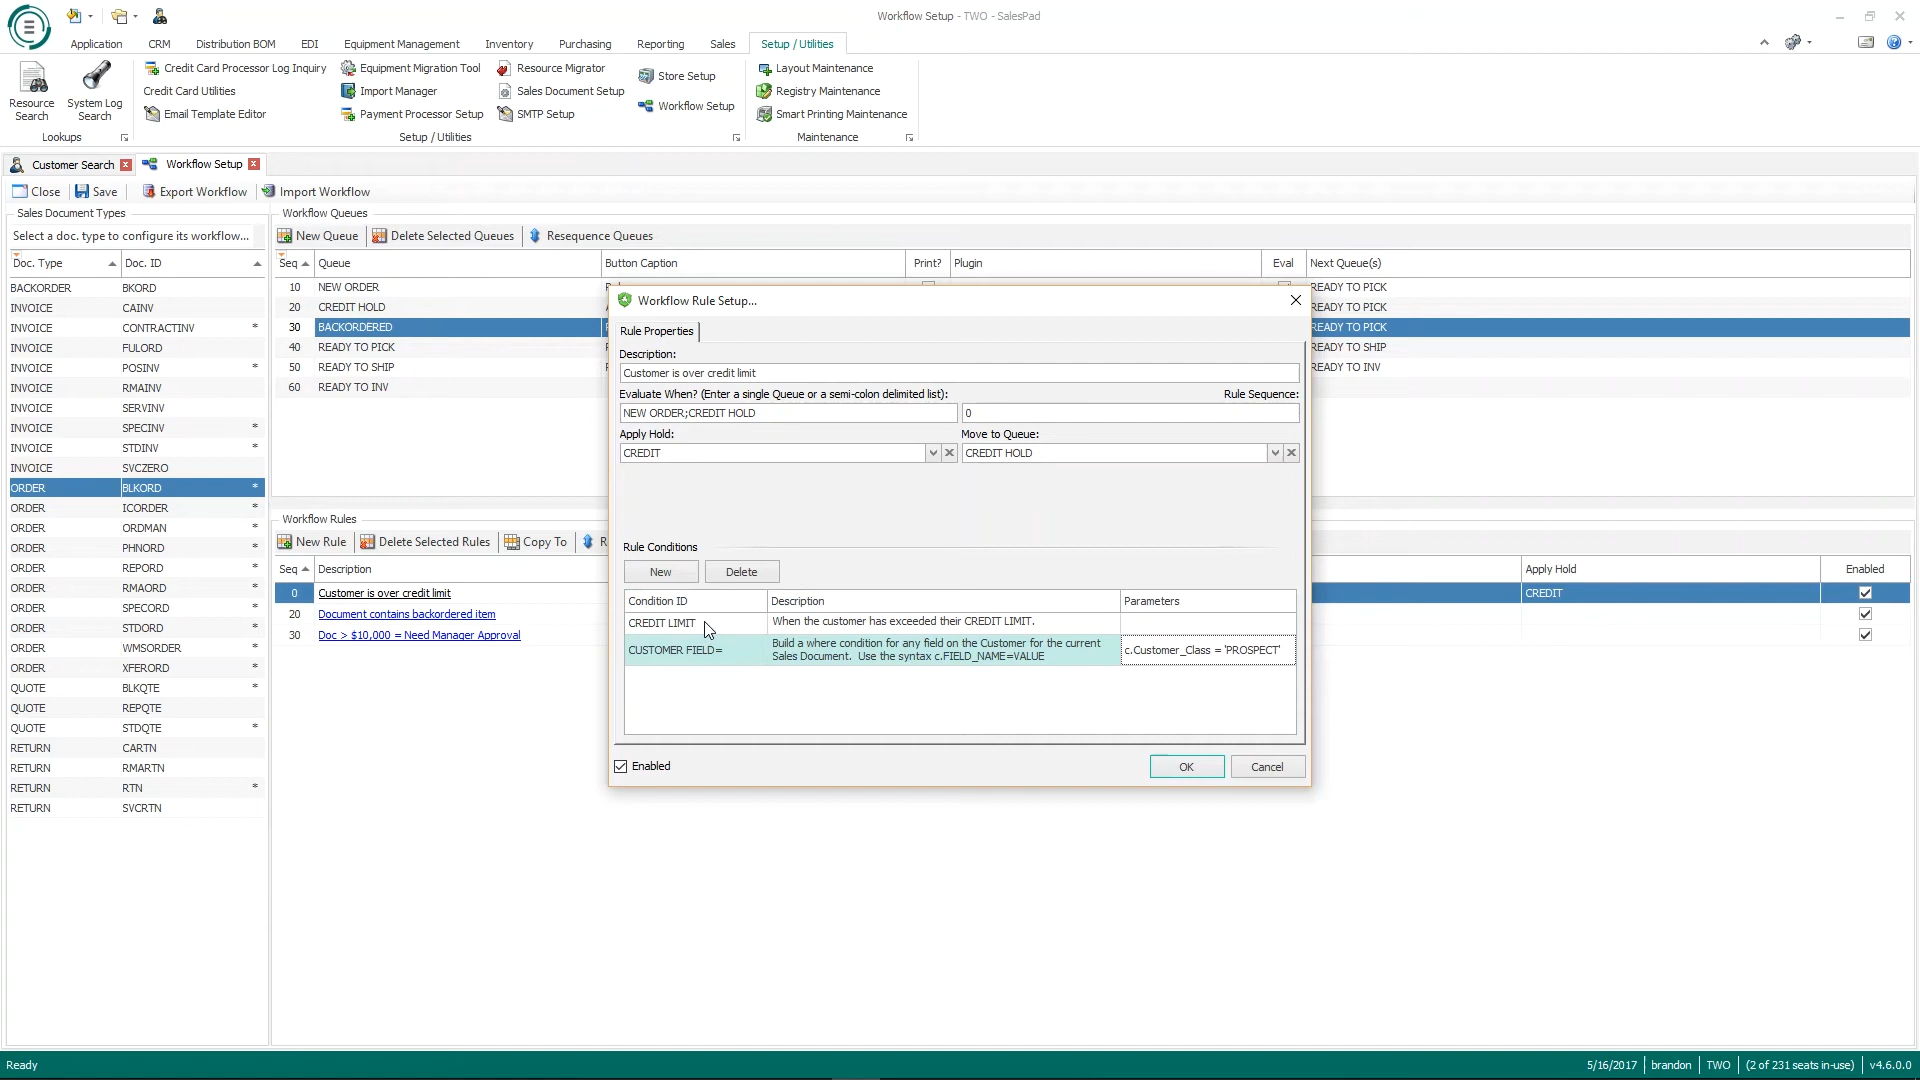 Workflow Setup - TWO - SalesPad
Application
CRM
Distribution BOM
EDI
Equipment Management
Inventory
Purchasing
Reporting
Sales
Setup / Utilities
Resource Search
System Log Search
Lookups
Credit Card Processor Log Inquiry
Credit Card Utilities
Email Template Editor
Equipment Migration Tool
Import Manager
Payment Processor Setup
Resource Migrator
Sales Document Setup
SMTP Setup
Store Setup
Workflow Setup
Setup / Utilities
Layout Maintenance
Registry Maintenance
Smart Printing Maintenance
Maintenance
Customer Search
Workflow Setup
Close
Save
Export Workflow
Import Workflow
Sales Document Types
Select a doc. type to configure its workflow...
Doc. Type Doc. ID
BACKORDER BKORD
INVOICE CAINV
INVOICE CONTRACTINV *
INVOICE FULORD
INVOICE POSINV *
INVOICE RMAINV
INVOICE SERVINV
INVOICE SPECINV *
INVOICE STDINV *
INVOICE SVCZERO
ORDER BLKORD *
ORDER ICORDER *
ORDER ORDMAN *
ORDER PHNORD *
ORDER REPORD *
ORDER RMAORD *
ORDER SPECORD *
ORDER STDORD *
ORDER WMSORDER *
ORDER XFERORD *
QUOTE BLKQTE *
QUOTE REPQTE
QUOTE STDQTE *
RETURN CARTN
RETURN RMARTN
RETURN RTN *
RETURN SVCRTN
Workflow Queues
New Queue
Delete Selected Queues
Resequence Queues
Seq Queue Button Caption Print? Plugin Eval Next Queue(s)
10 NEW ORDER READY TO PICK
20 CREDIT HOLD READY TO PICK
30 BACKORDERED READY TO PICK
40 READY TO PICK READY TO SHIP
50 READY TO SHIP READY TO INV
60 READY TO INV
Workflow Rules
New Rule
Delete Selected Rules
Copy To
R
Seq Description Apply Hold Enabled
0 Customer is over credit limit CREDIT
20 Document contains backordered item
30 Doc > $10,000 = Need Manager Approval
Workflow Rule Setup...
Rule Properties
Description:
Customer is over credit limit
Evaluate When? (Enter a single Queue or a semi-colon delimited list): Rule Sequence:
NEW ORDER;CREDIT HOLD 0
Apply Hold: Move to Queue:
CREDIT CREDIT HOLD
Rule Conditions
New Delete
Condition ID Description Parameters
CREDIT LIMIT When the customer has exceeded their CREDIT LIMIT.
CUSTOMER FIELD= Build a where condition for any field on the Customer for the current
Sales Document. Use the syntax c.FIELD_NAME=VALUE
c.Customer_Class = 'PROSPECT'
Enabled
OK Cancel
Ready
5/16/2017 brandon TWO (2 of 231 seats in-use) v4.6.0.0